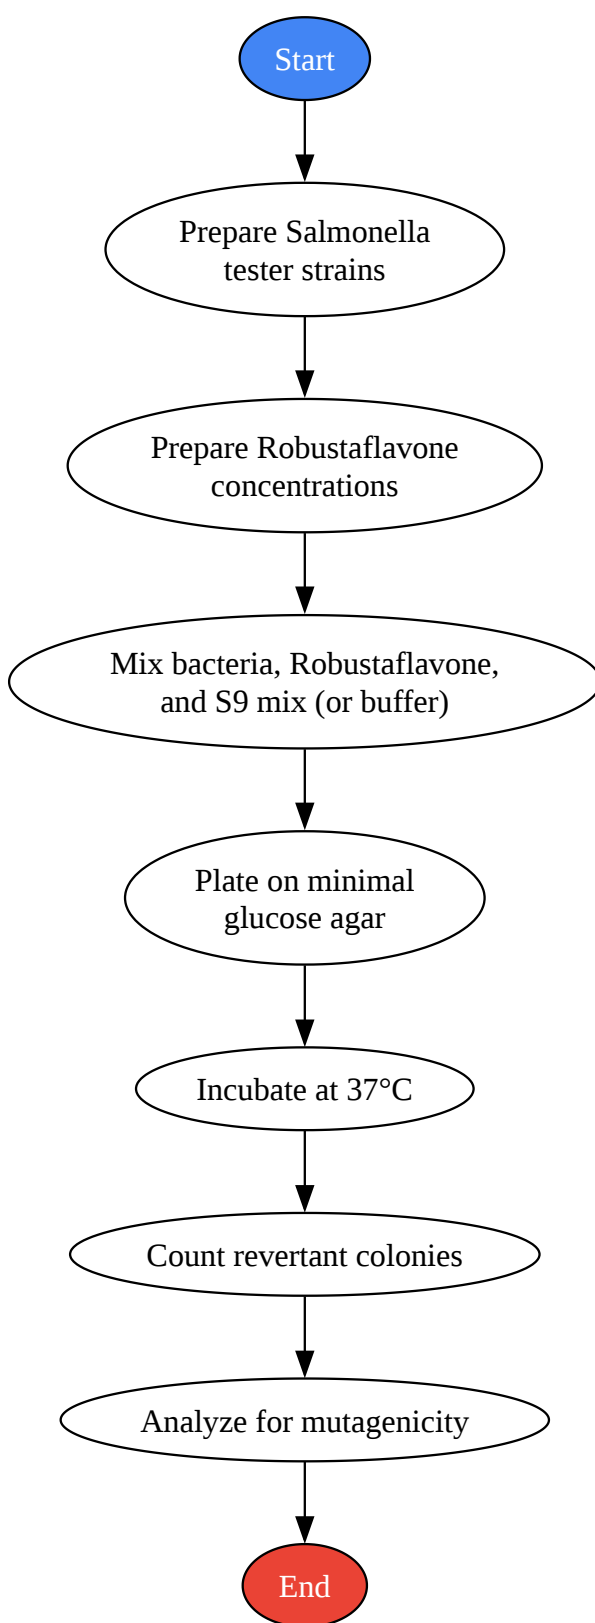 Start
Prepare Salmonella
tester strains
Prepare Robustaflavone
concentrations
Mix bacteria, Robustaflavone,
and S9 mix (or buffer)
Plate on minimal
glucose agar
Incubate at 37°C
Count revertant colonies
Analyze for mutagenicity
End